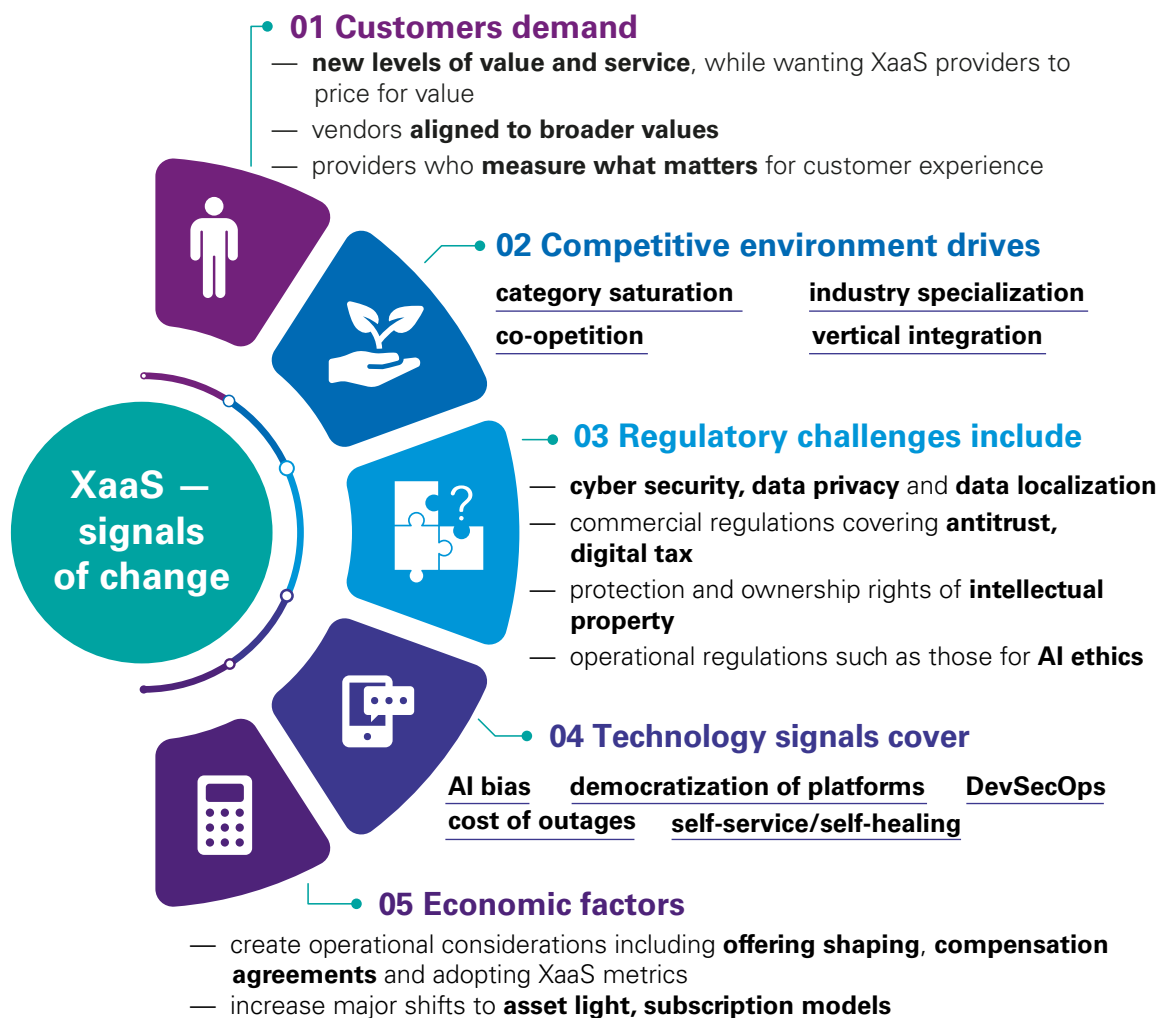 01 Customers demand
— new levels of value and service, while wanting XaaS providers to
price for value
— vendors aligned to broader values
— providers who measure what matters for customer experience
02 Competitive environment drives
category saturation industry specialization
co-opetition vertical integration
XaaS —
signals
of change
03 Regulatory challenges include
— cyber security, data privacy and data localization
— commercial regulations covering antitrust,
digital tax
— protection and ownership rights of intellectual
property
— operational regulations such as those for AI ethics
?
04 Technology signals cover
AI bias democratization of platforms DevSecOps
cost of outages self-service/self-healing
05 Economic factors
— create operational considerations including offering shaping, compensation
agreements and adopting XaaS metrics
— increase major shifts to asset light, subscription models